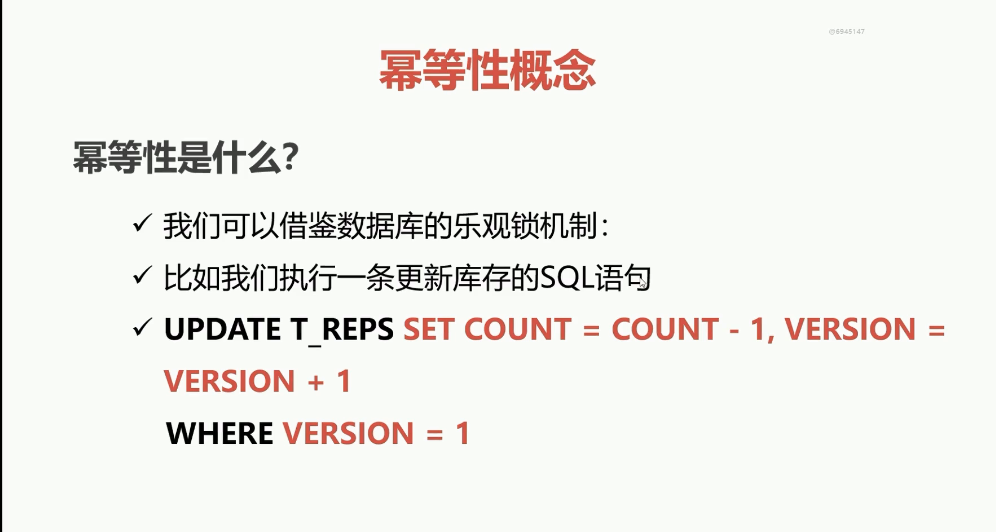 @6945147
幂等性概念
幂等性是什么？
✓ 我们可以借鉴数据库的乐观锁机制：
✓ 比如我们执行一条更新库存的SQL语句
✓ UPDATE T_REPS SET COUNT = COUNT - 1, VERSION =
VERSION + 1
WHERE VERSION = 1